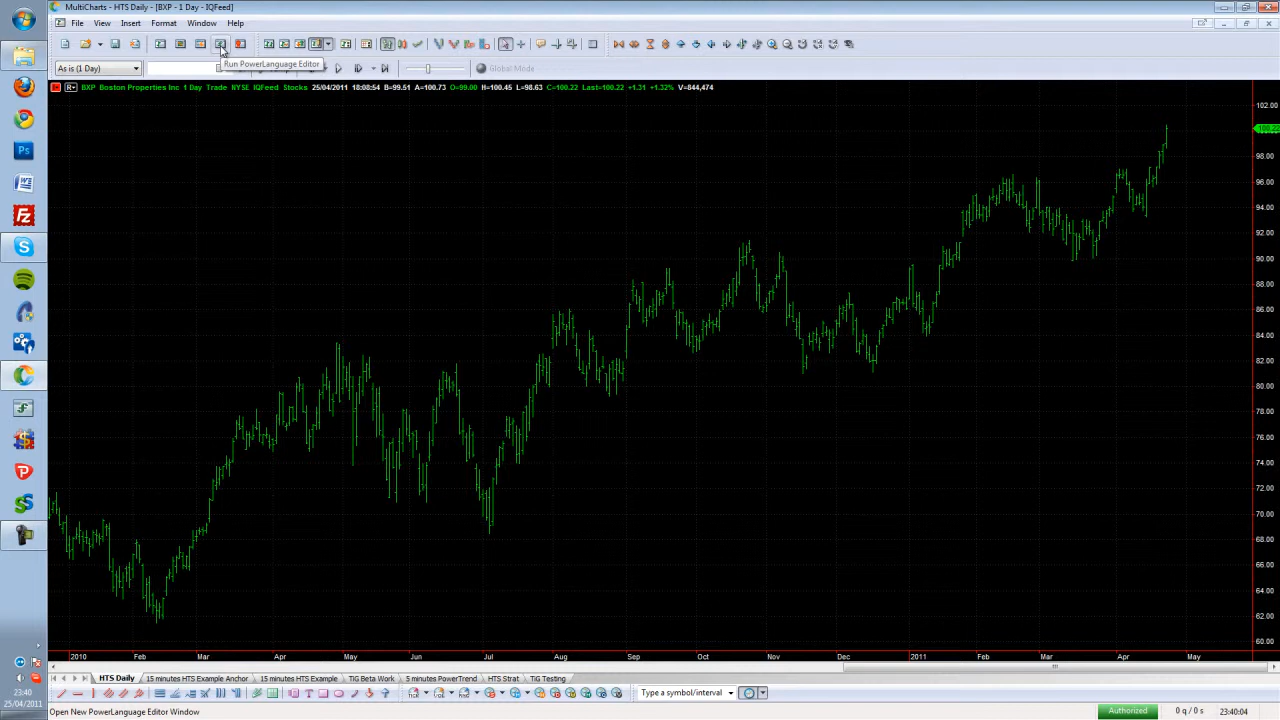 MultiCharts - HTS Daily - [BXP - 1 Day - IQFeed]
File View Insert Format Window Help
Run PowerLanguage Editor
As is (1 Day)
Global Mode
BXP Boston Properties Inc 1 Day Trade NYSE IQFeed Stocks 25/04/2011 18:08:54 B=99.51 A=100.73 O=99.00 H=100.45 L=98.63 C=100.22 Last=100.22 +1.31 +1.32% V=844,474
102.00
100.22
98.00
96.00
94.00
92.00
90.00
88.00
86.00
84.00
82.00
80.00
78.00
76.00
74.00
72.00
70.00
68.00
66.00
64.00
62.00
60.00
2010 Feb Mar Apr May Jun Jul Aug Sep Oct Nov Dec 2011 Feb Mar Apr May
HTS Daily 15 minutes HTS Example Anchor 15 minutes HTS Example TiG Beta Work 5 minutes PowerTrend HTS Strat TiG Testing
Type a symbol/interval
23:40
25/04/2011
Open New PowerLanguage Editor Window
Authorized
0 q / 0 s
23:40:04